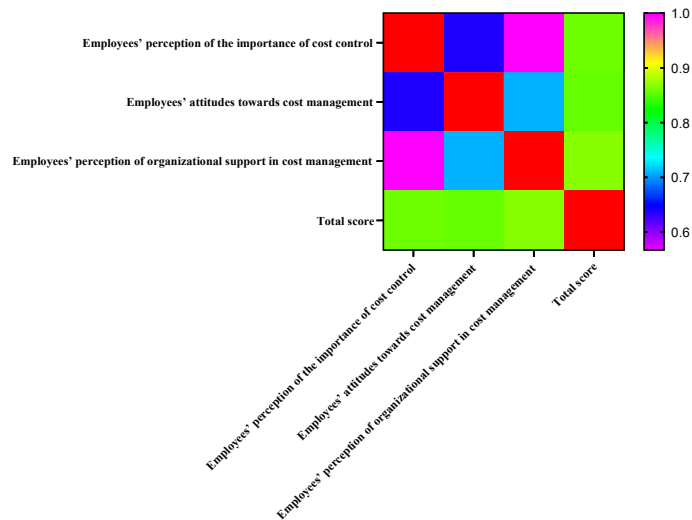 Employees’ perception of the importance of cost control
Employees’ attitudes towards cost management
Employees’ perception of organizational support in cost management
Total score
1.0
0.9
0.8
0.7
0.6
Employees’ perception of the importance of cost control
Employees’ attitudes towards cost management
Employees’ perception of organizational support in cost management
Total score